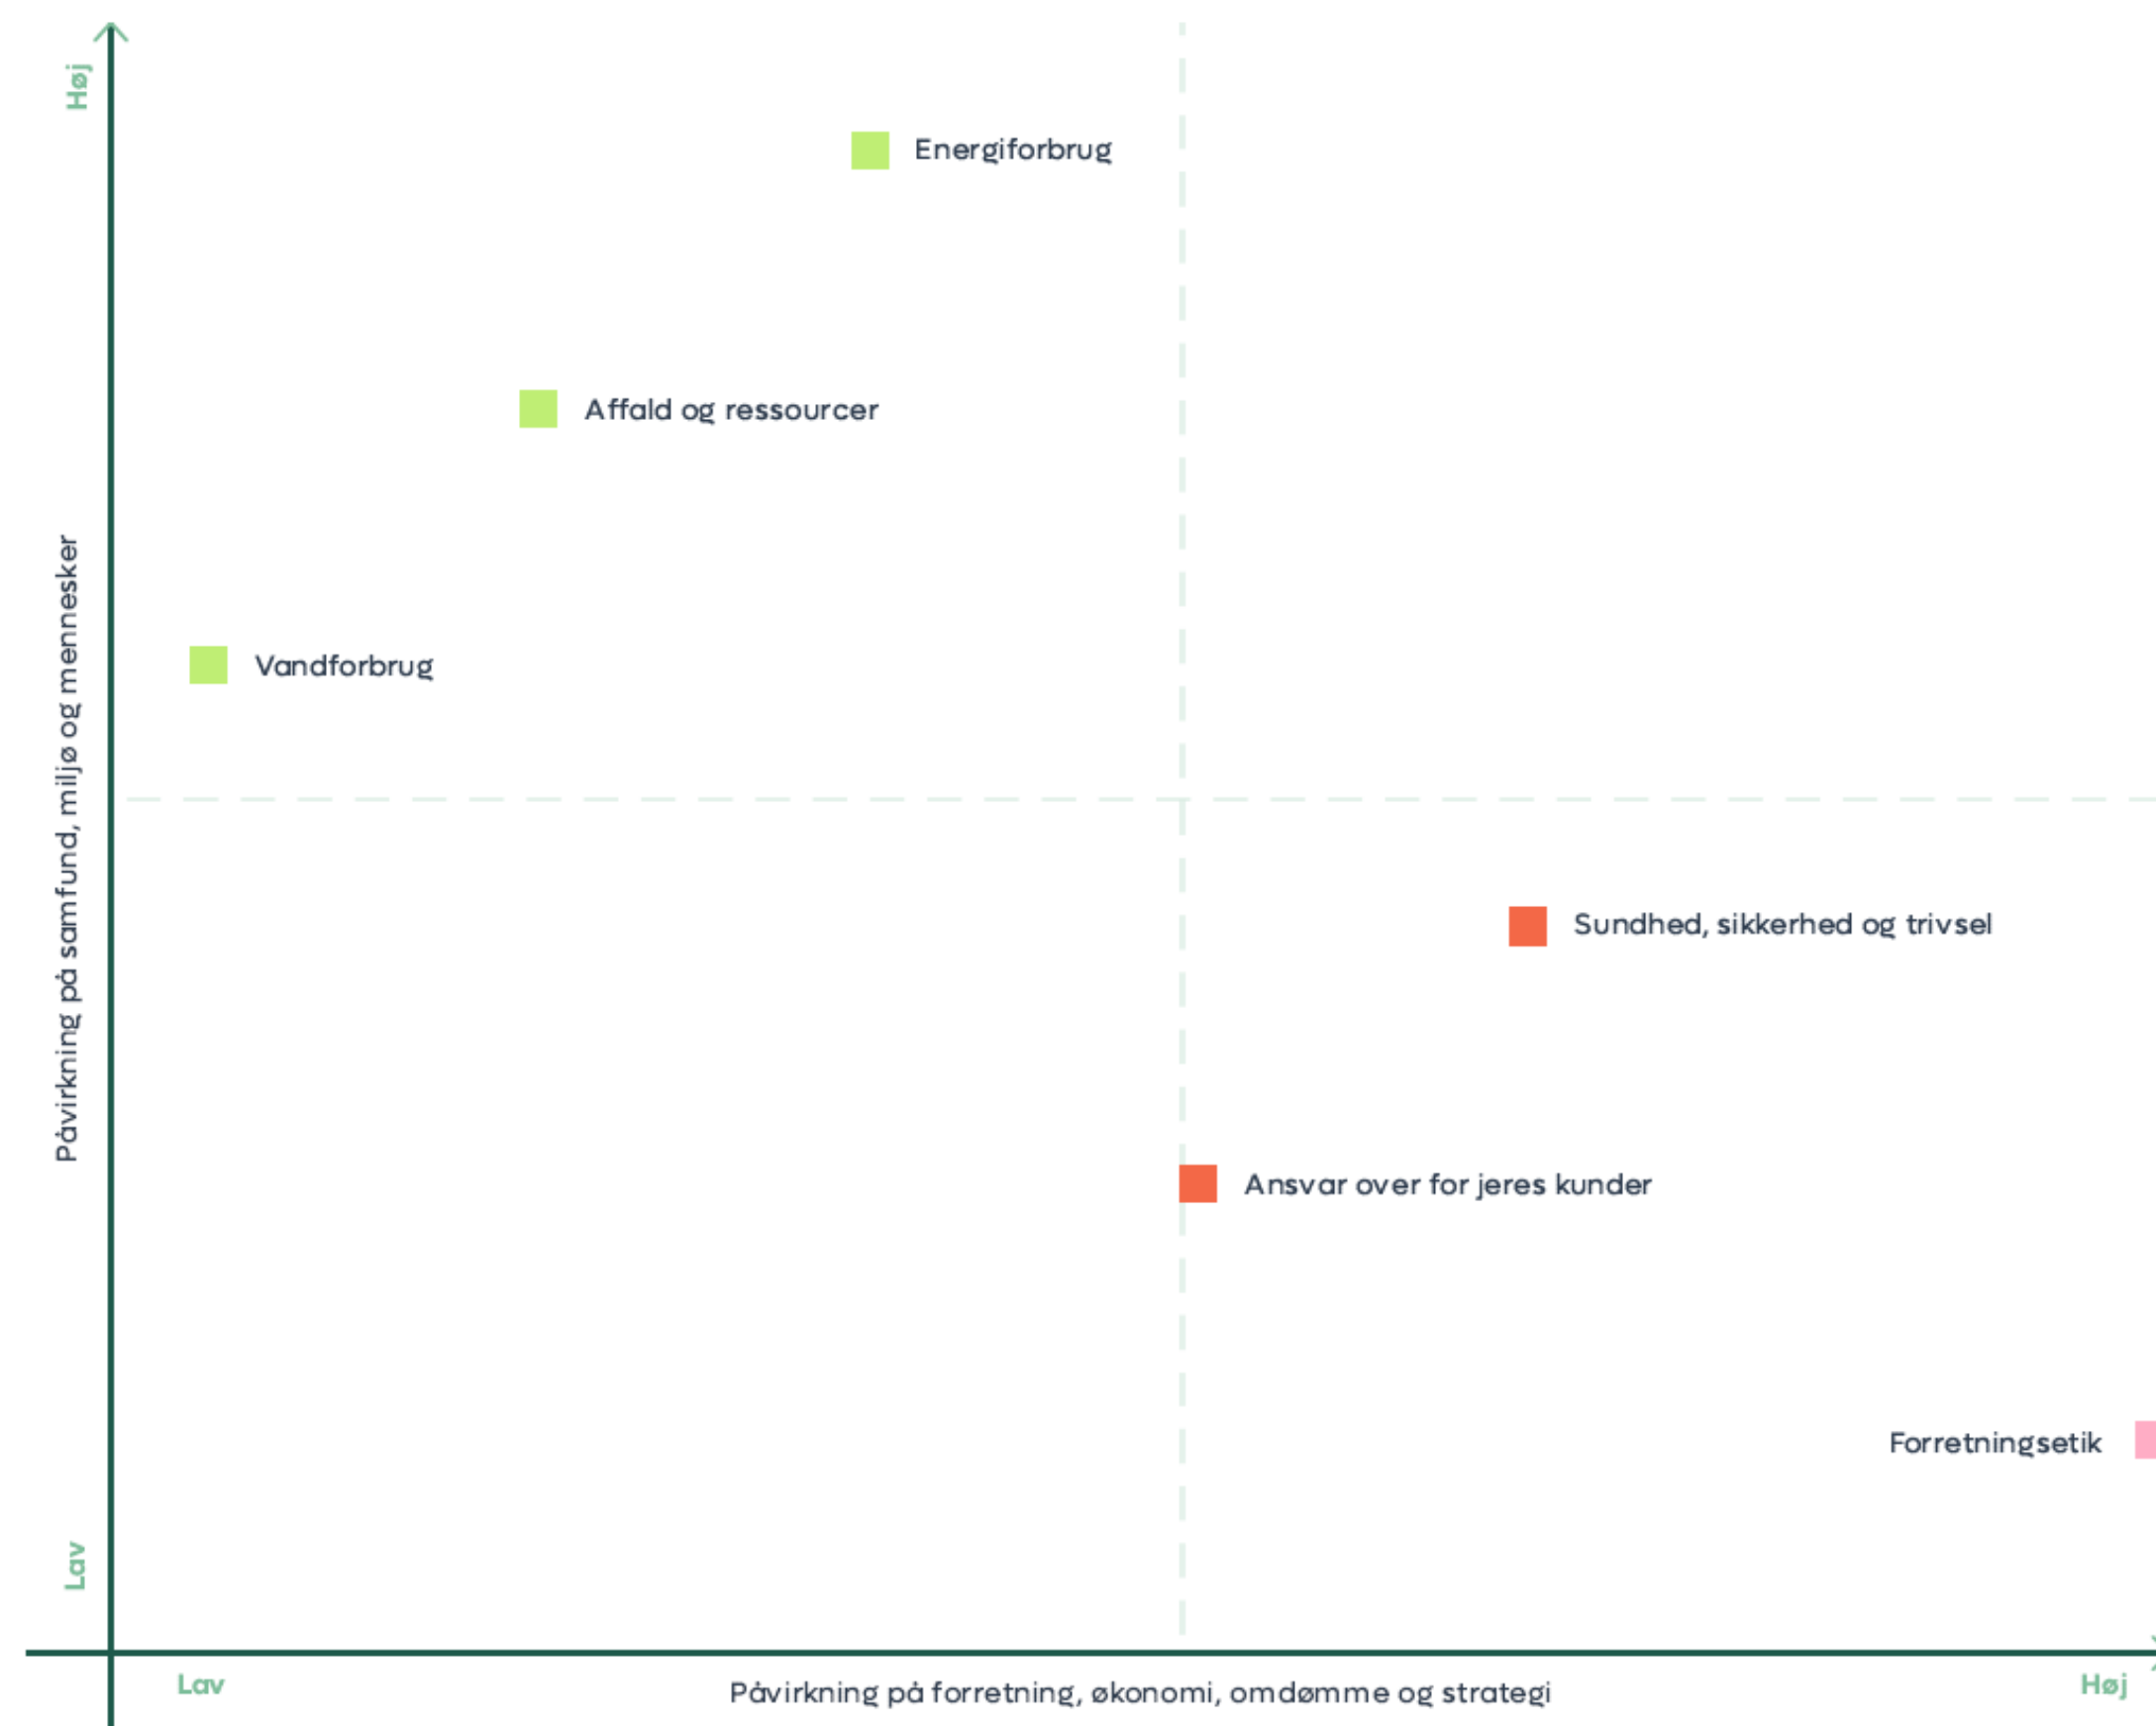 Høj
Energiforbrug
Affald og ressourcer
Påvirkning på samfund, miljø og mennesker
Vandforbrug
Sundhed, sikkerhed og trivsel
Ansvar over for jeres kunder
Forretningsetik
Lav
Lav
Påvirkning på forretning, økonomi, omdømme og strategi
Høj